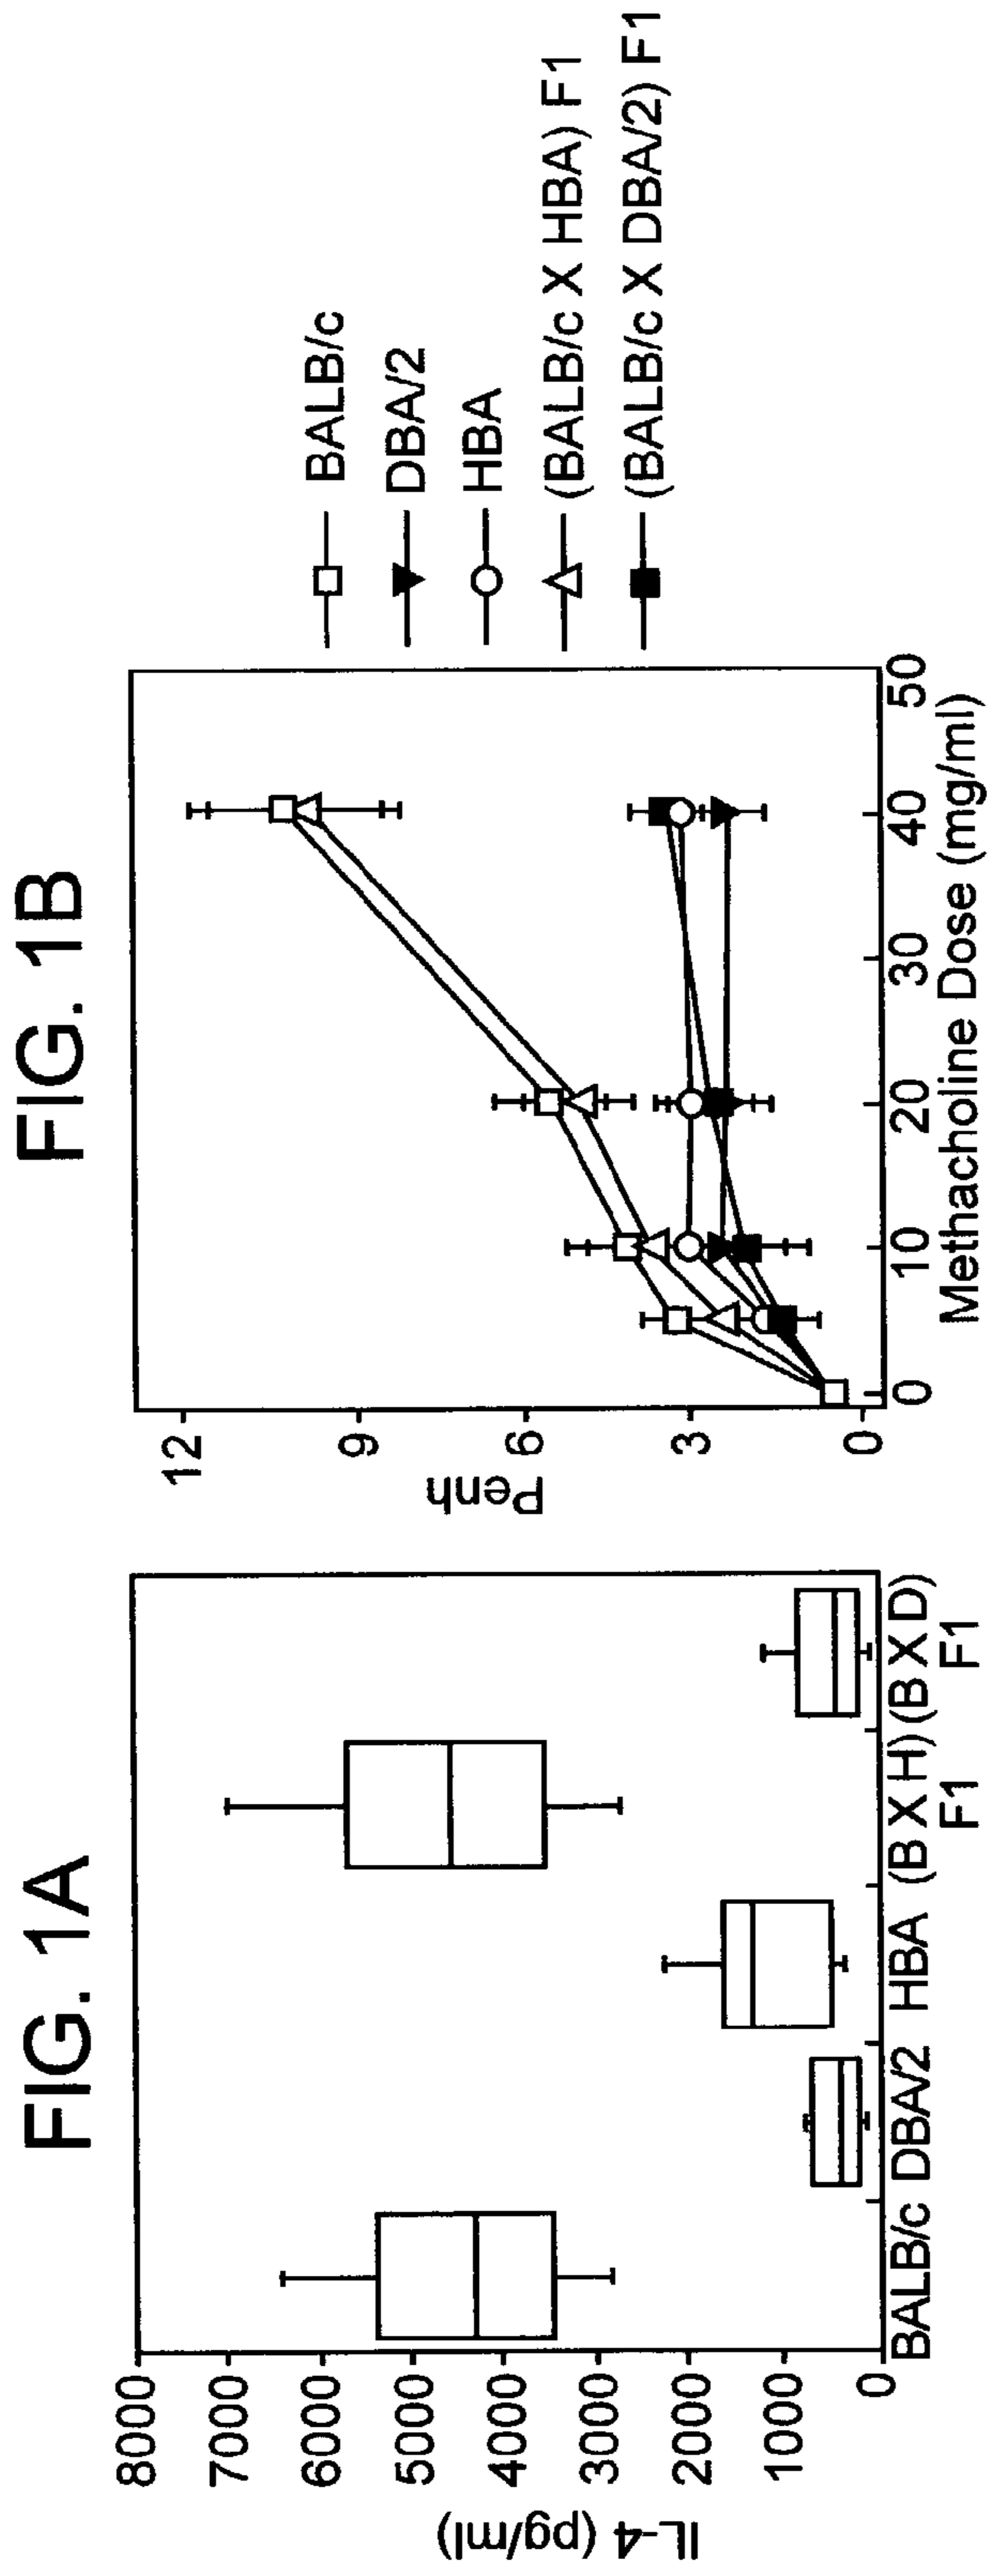 FIG. 1A
IL-4 (pg/ml)
8000
7000
6000
5000
4000
3000
2000
1000
0
BALB/c DBA/2 HBA (B X H) (B X D)
F1 F1
FIG. 1B
Penh
12
9
6
3
0
0 10 20 30 40 50
Methacholine Dose (mg/ml)
BALB/c
DBA/2
HBA
(BALB/c X HBA) F1
(BALB/c X DBA/2) F1